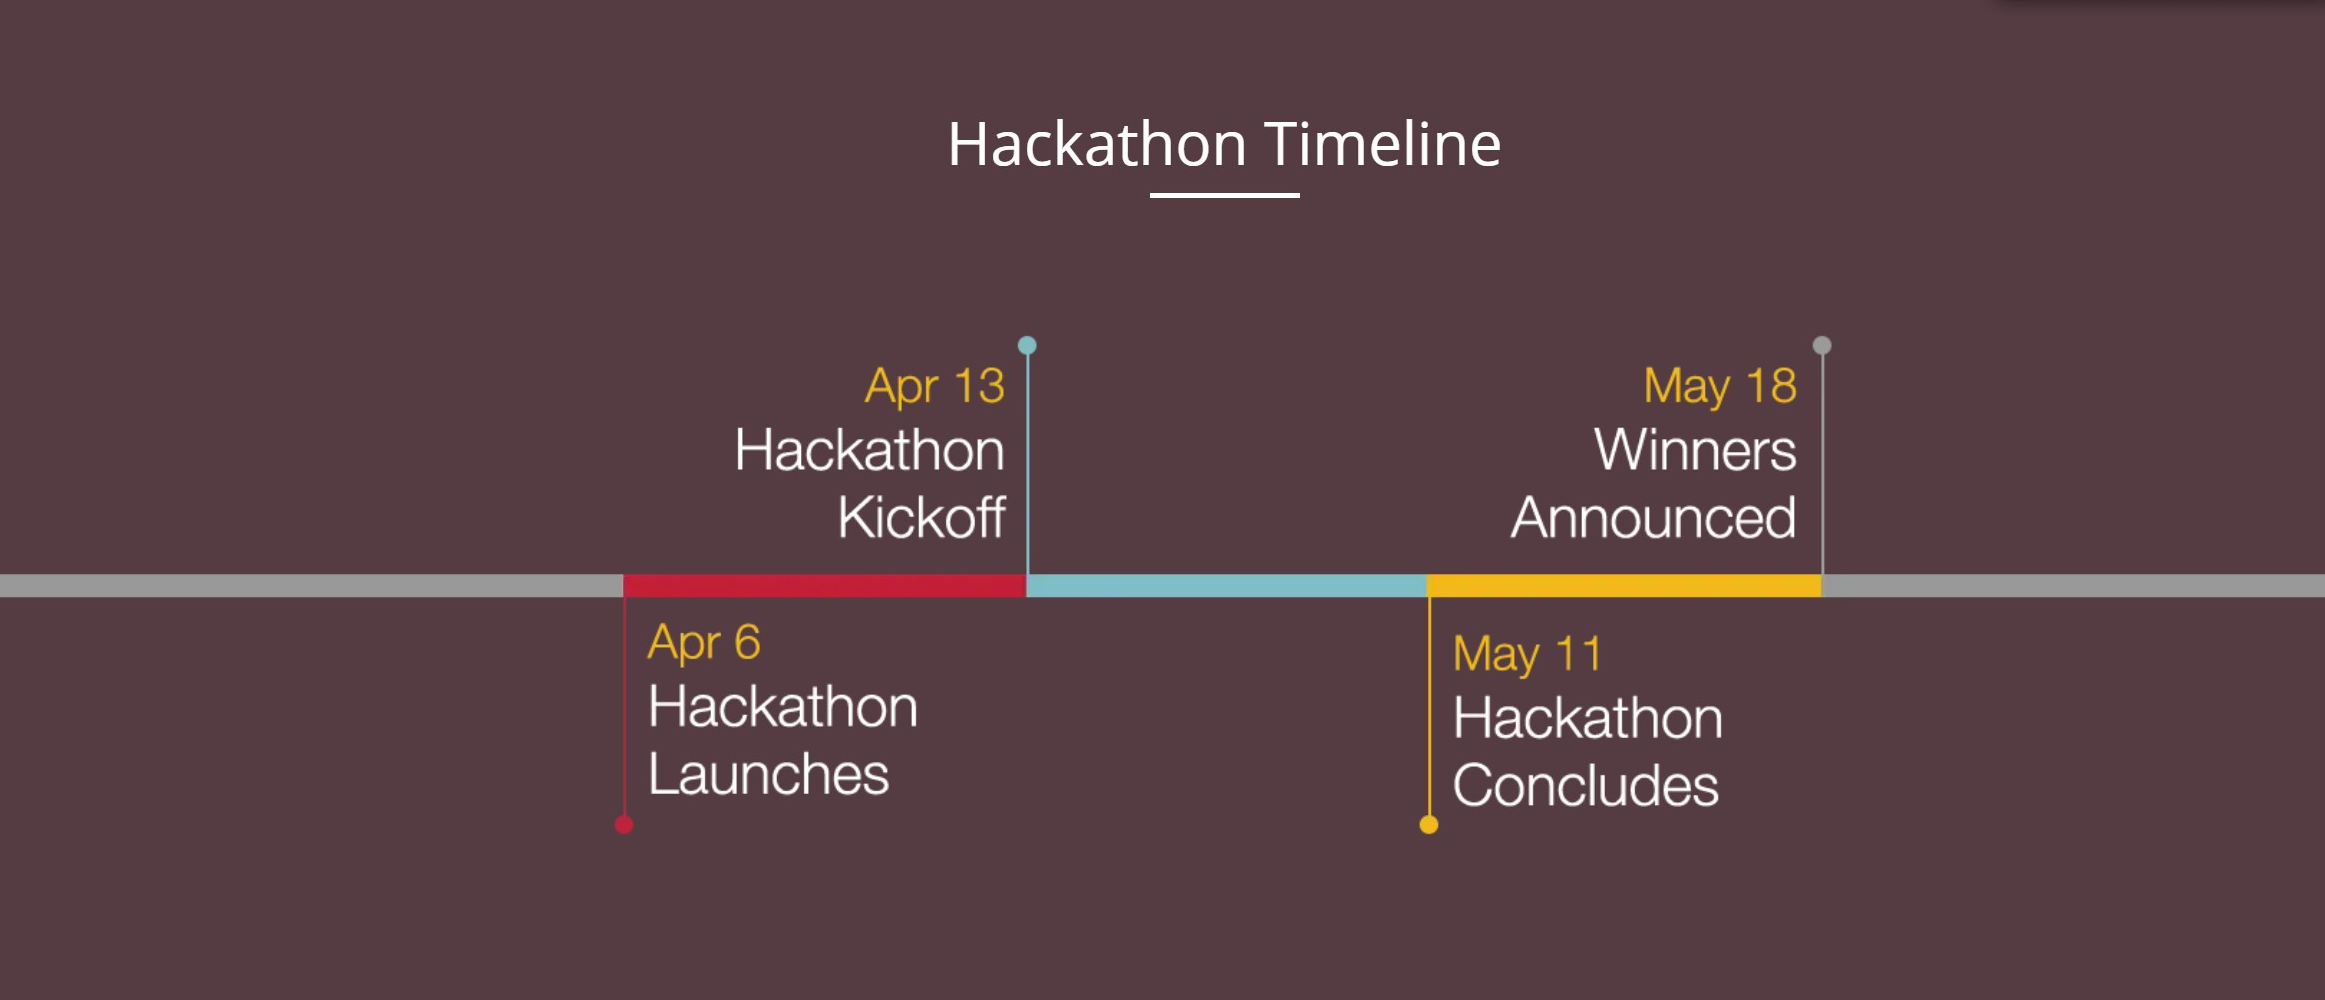 Hackathon Timeline
Apr 13
Hackathon
Kickoff
May 18
Winners
Announced
Apr 6
Hackathon
Launches
May 11
Hackathon
Concludes